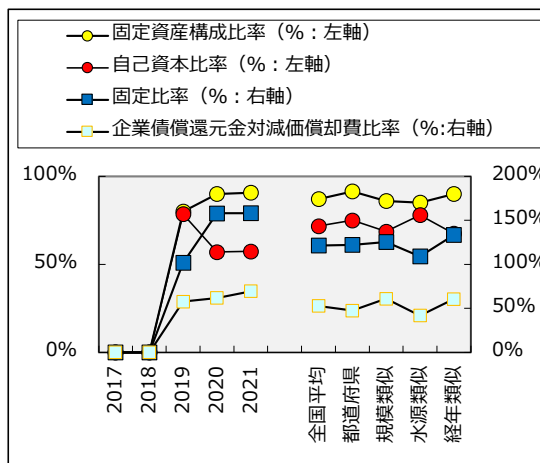 固定資産構成比率（%：左軸）
自己資本比率（%：左軸）
固定比率（%：右軸）
企業債償還元金対減価償却費比率（%:右軸）
100%
50%
0%
200%
150%
100%
50%
0%
2017
2018
2019
2020
2021
全国平均
都道府県
規模類似
水源類似
経年類似